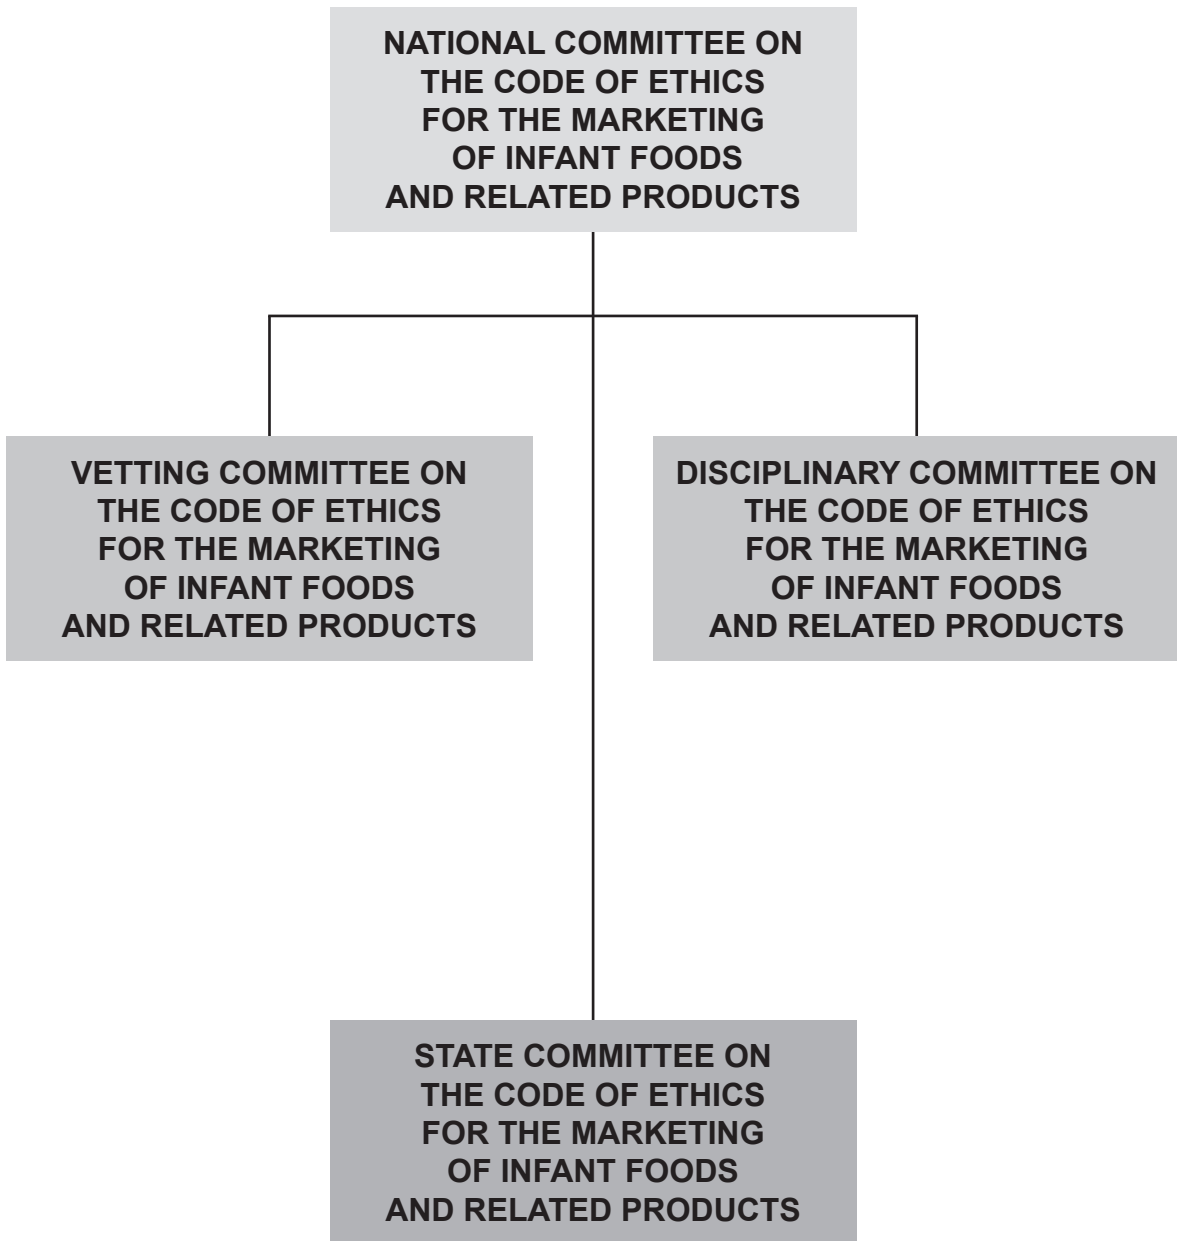 NATIONAL COMMITTEE ON
THE CODE OF ETHICS
FOR THE MARKETING
OF INFANT FOODS
AND RELATED PRODUCTS
VETTING COMMITTEE ON
THE CODE OF ETHICS
FOR THE MARKETING
OF INFANT FOODS
AND RELATED PRODUCTS
DISCIPLINARY COMMITTEE ON
THE CODE OF ETHICS
FOR THE MARKETING
OF INFANT FOODS
AND RELATED PRODUCTS
STATE COMMITTEE ON
THE CODE OF ETHICS
FOR THE MARKETING
OF INFANT FOODS
AND RELATED PRODUCTS